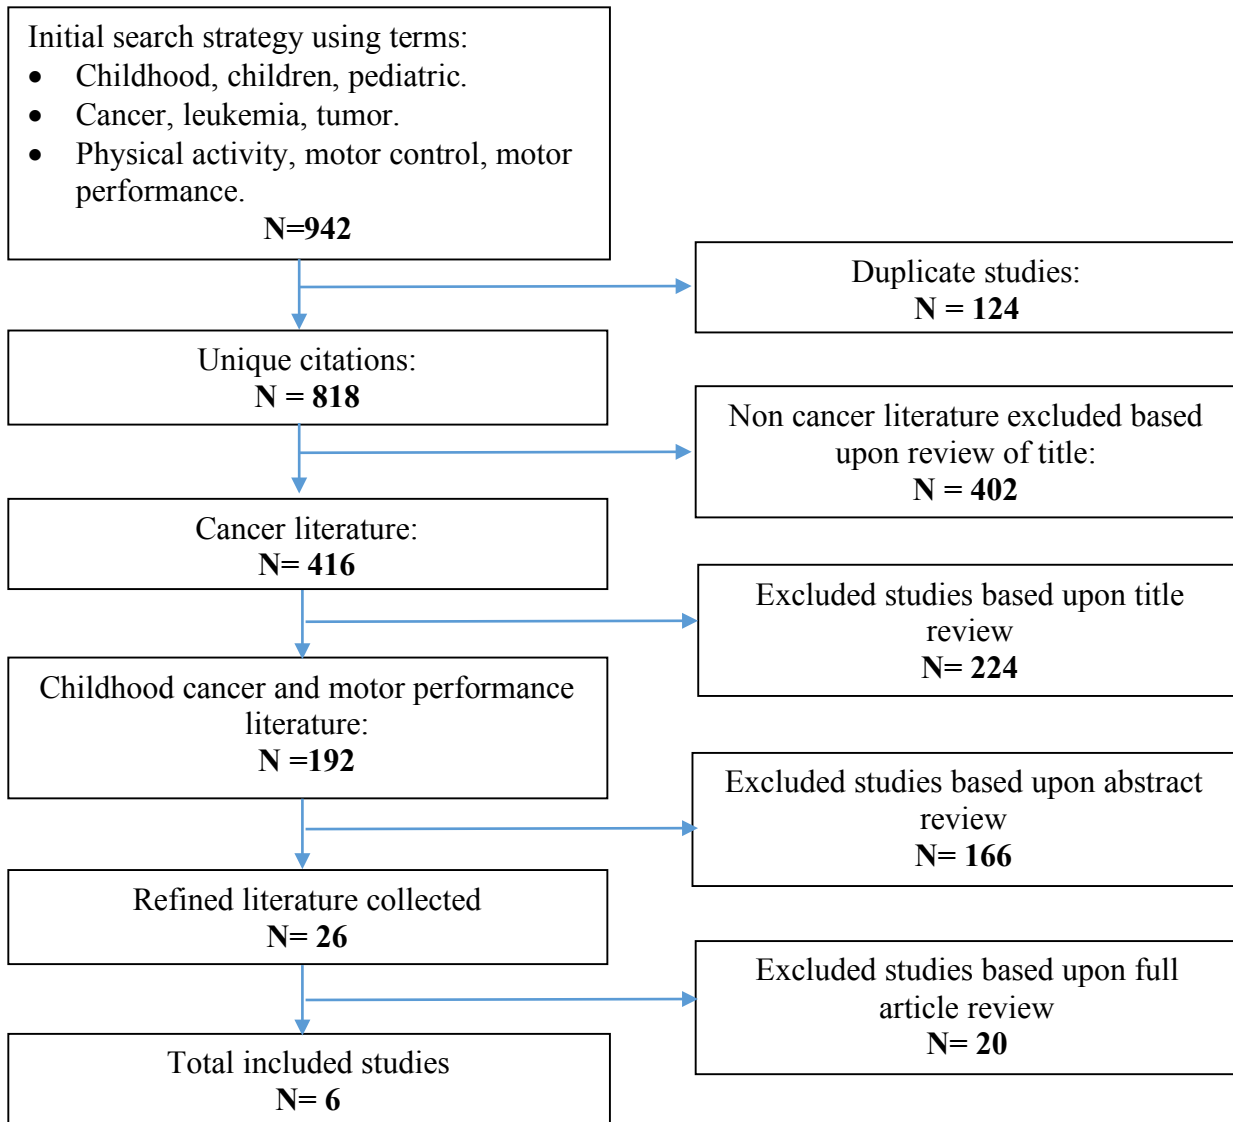 Initial search strategy using terms:
• Childhood, children, pediatric.
• Cancer, leukemia, tumor.
• Physical activity, motor control, motor
performance.
N=942
Duplicate studies:
N = 124
Unique citations:
N = 818
Non cancer literature excluded based
upon review of title:
N = 402
Cancer literature:
N= 416
Excluded studies based upon title
review
N= 224
Childhood cancer and motor performance
literature:
N =192
Excluded studies based upon abstract
review
N= 166
Refined literature collected
N= 26
Excluded studies based upon full
article review
N= 20
Total included studies
N= 6